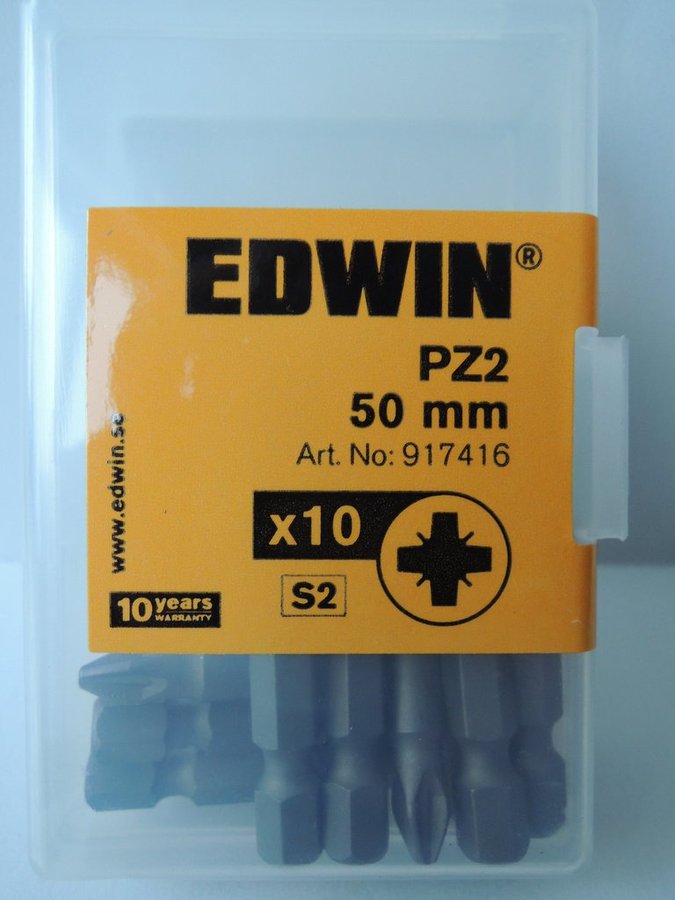 EDWIN®
PZ2
50 mm
Art. No: 917416
x10
S2
www.edwin.se
10 years
WARRANTY